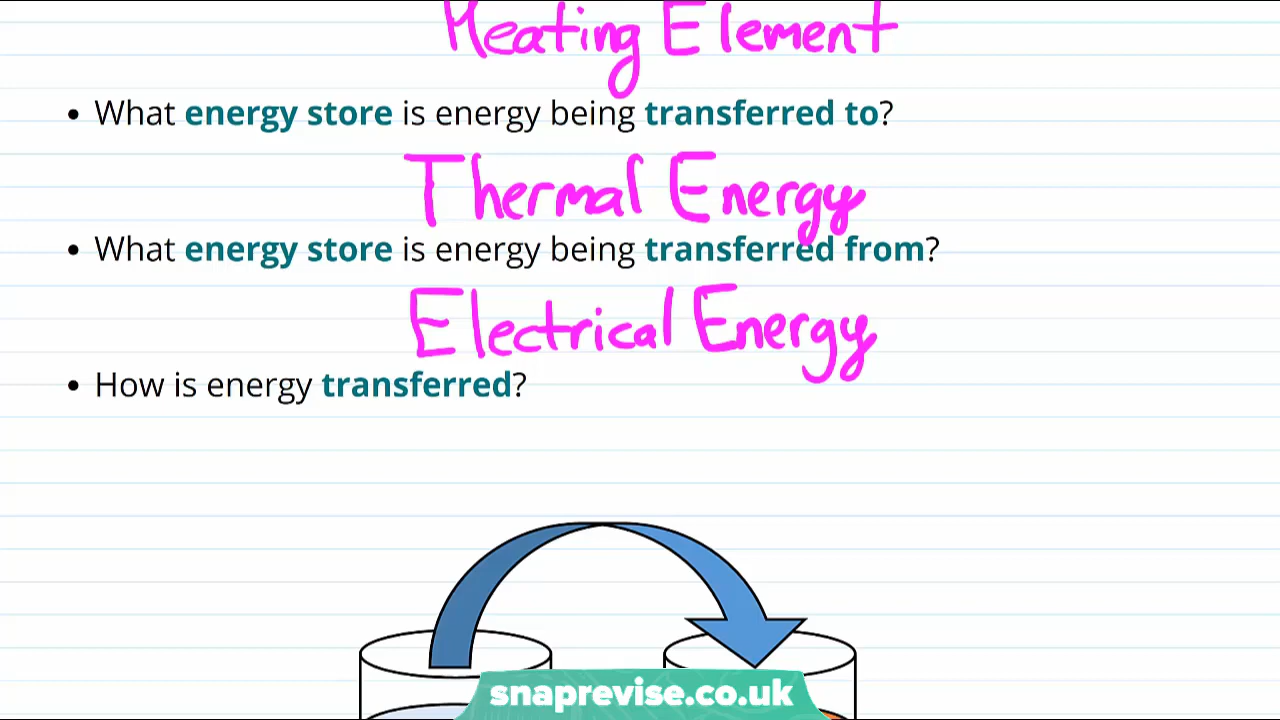 Heating Element
• What energy store is energy being transferred to?
Thermal Energy
• What energy store is energy being transferred from?
Electrical Energy
• How is energy transferred?
snaprevise.co.uk